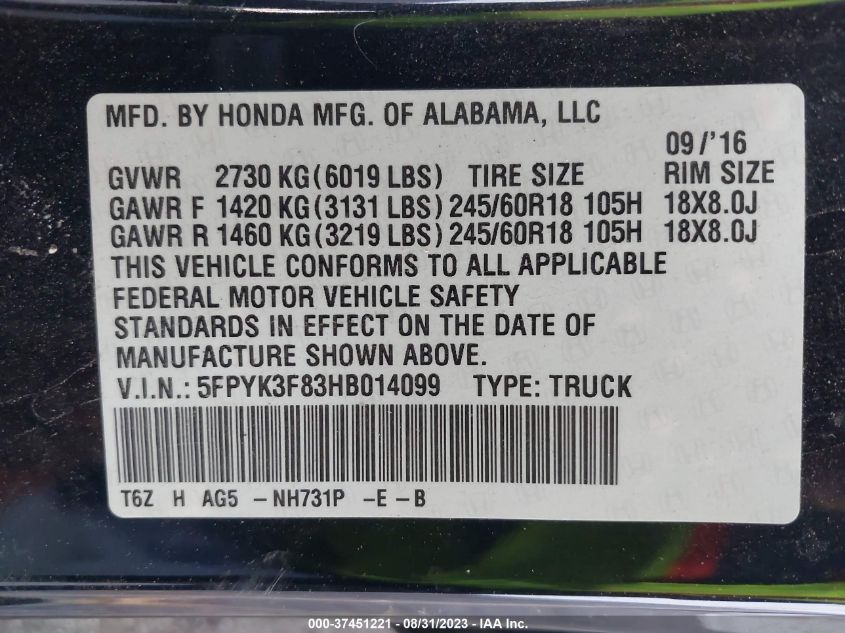 MFD. BY HONDA MFG. OF ALABAMA, LLC
09/'16
GVWR 2730 KG(6019 LBS) TIRE SIZE RIM SIZE
GAWR F 1420 KG(3131 LBS) 245/60R18 105H 18X8.0J
GAWR R 1460 KG(3219 LBS) 245/60R18 105H 18X8.0J
THIS VEHICLE CONFORMS TO ALL APPLICABLE
FEDERAL MOTOR VEHICLE SAFETY
STANDARDS IN EFFECT ON THE DATE OF
MANUFACTURE SHOWN ABOVE.
V.I.N.: 5FPYK3F83HB014099 TYPE: TRUCK
T6Z H AG5 -NH731P -E -B
000-37451221 - 08/31/2023 - IAA Inc.